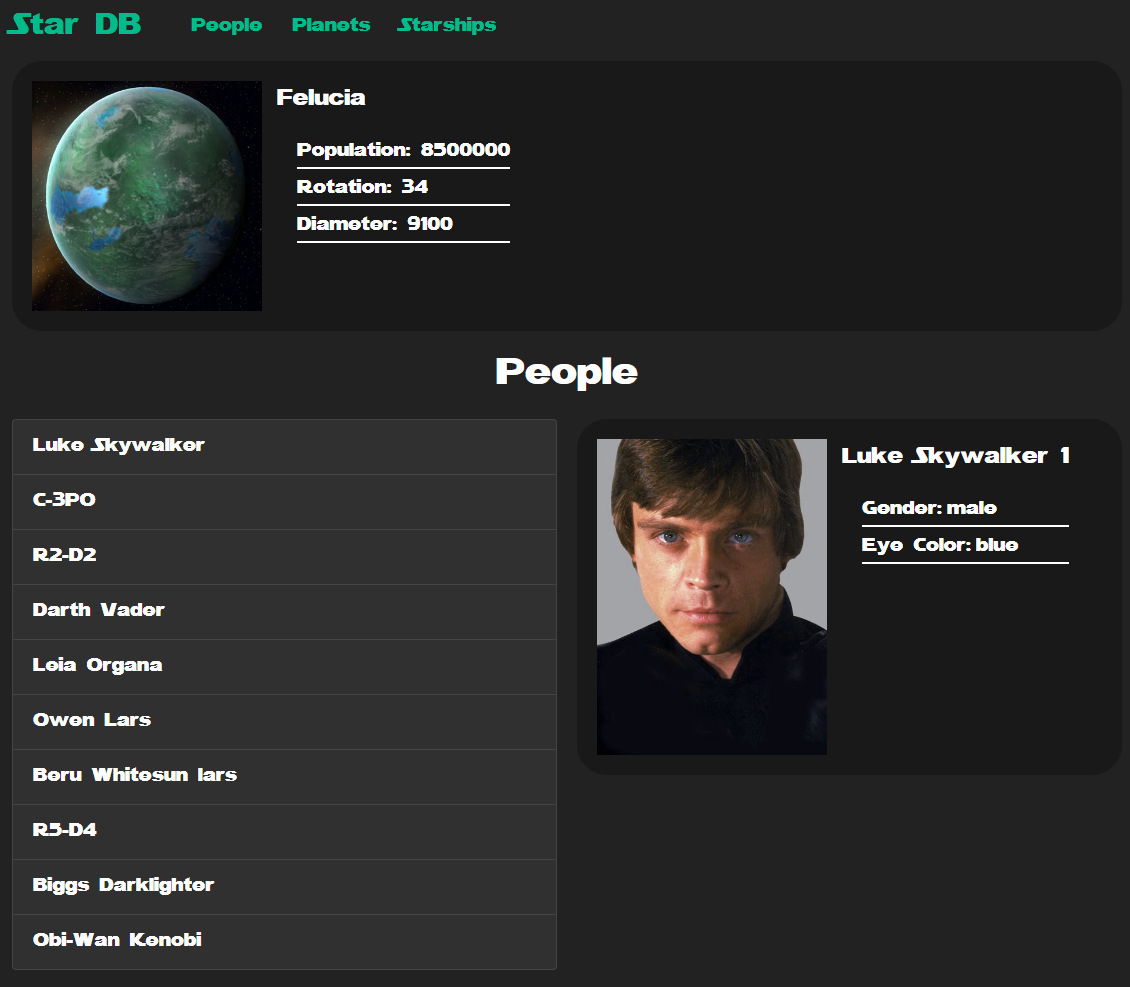 Star DB People Planets Starships
Felucia
Population: 8500000
Rotation: 34
Diameter: 9100
People
Luke Skywalker
C-3PO
R2-D2
Darth Vader
Leia Organa
Owen Lars
Beru Whitesun lars
R5-D4
Biggs Darklighter
Obi-Wan Kenobi
Luke Skywalker 1
Gender: male
Eye Color: blue